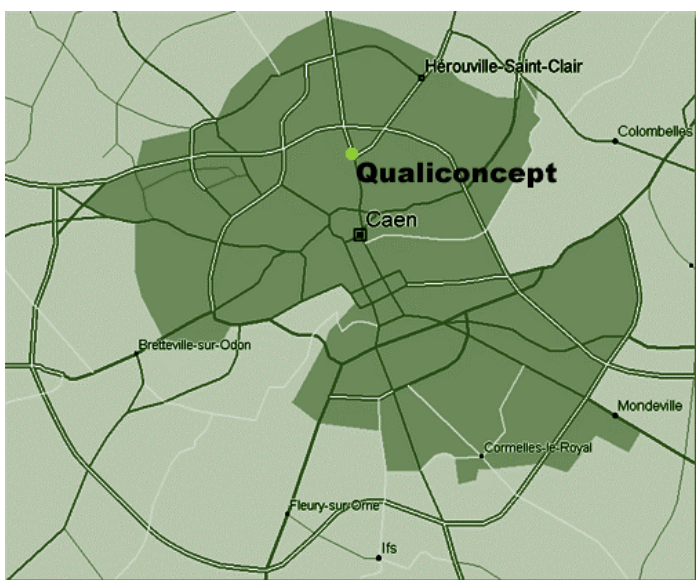 Hérouville-Saint-Clair
Colombelles
Qualiconcept
Caen
Bretteville-sur-Odon
Mondeville
Cormelles-le-Royal
Fleury-sur-Orne
Ifs